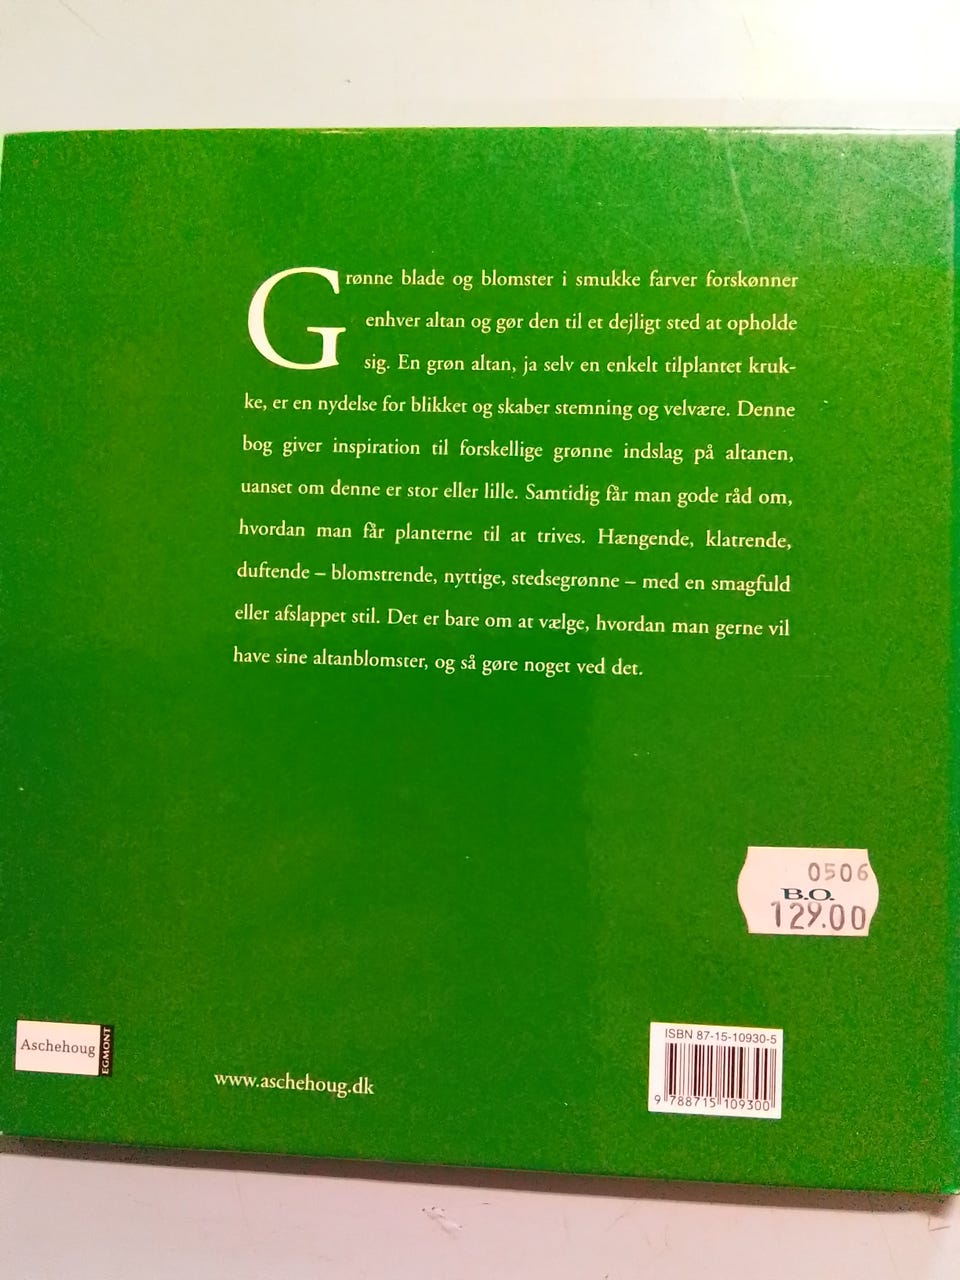 Grønne blade og blomster i smukke farver forskønner
enhver altan og gør den til et dejligt sted at opholde
sig. En grøn altan, ja selv en enkelt tilplantet kruk-
ke, er en nydelse for blikket og skaber stemning og velvære. Denne
bog giver inspiration til forskellige grønne indslag på altanen,
uanset om denne er stor eller lille. Samtidig får man gode råd om,
hvordan man får planterne til at trives. Hængende, klatrende,
duftende – blomstrende, nyttige, stedsegrønne – med en smagfuld
eller afslappet stil. Det er bare om at vælge, hvordan man gerne vil
have sine altanblomster, og så gøre noget ved det.
0506
B.O.
129.00
Aschehoug
EGMONT
www.aschehoug.dk
ISBN 87-15-10930-5
9 788715 109300